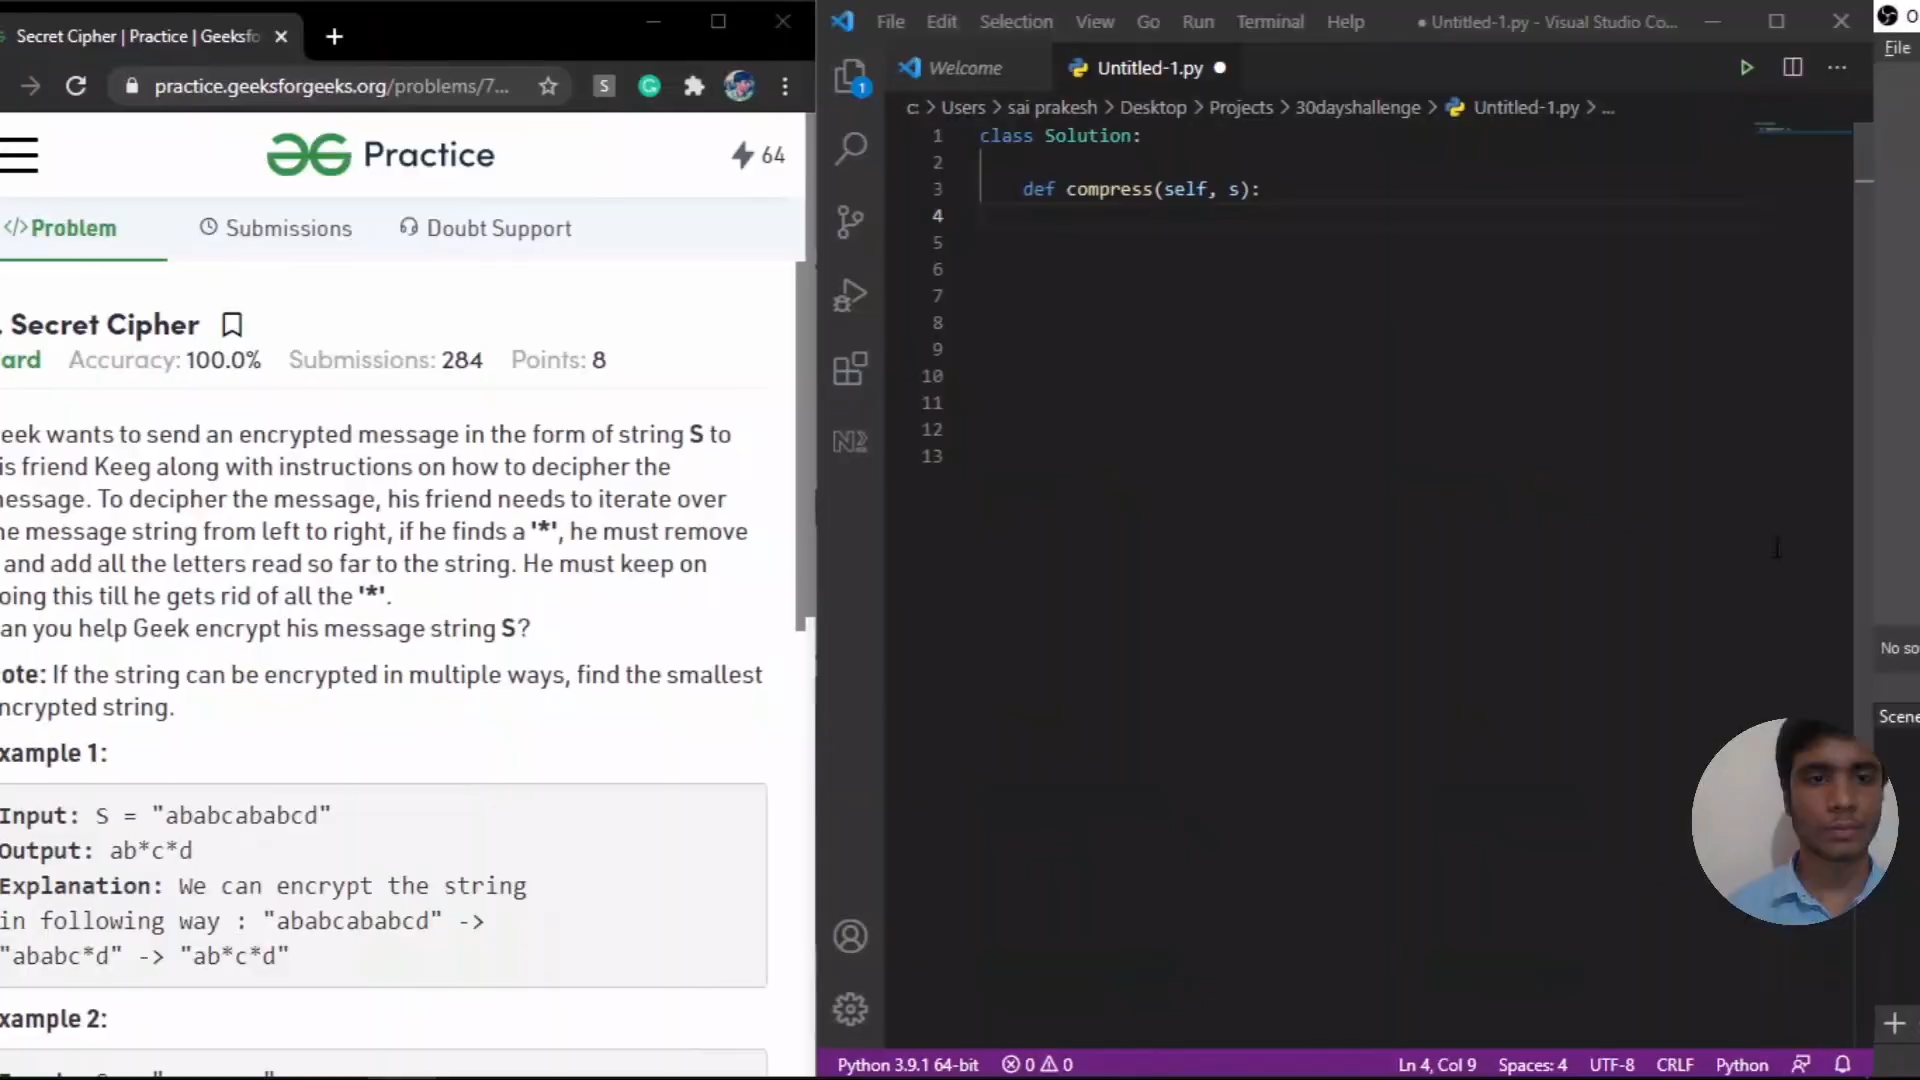 Secret Cipher | Practice | Geeksfo
practice.geeksforgeeks.org/problems/7...
Practice
64
</>Problem
Submissions
Doubt Support
. Secret Cipher
ard Accuracy: 100.0% Submissions: 284 Points: 8
eek wants to send an encrypted message in the form of string S to
is friend Keeg along with instructions on how to decipher the
nessage. To decipher the message, his friend needs to iterate over
ne message string from left to right, if he finds a '*', he must remove
and add all the letters read so far to the string. He must keep on
oing this till he gets rid of all the '*'.
an you help Geek encrypt his message string S?
ote: If the string can be encrypted in multiple ways, find the smallest
ncrypted string.
xample 1:
Input: S = "ababcababcd"
Output: ab*c*d
Explanation: We can encrypt the string
in following way : "ababcababcd" ->
"ababc*d" -> "ab*c*d"
xample 2:
File Edit Selection View Go Run Terminal Help
● Untitled-1.py - Visual Studio Co...
Welcome
Untitled-1.py
c: > Users > sai prakesh > Desktop > Projects > 30dayshallenge > Untitled-1.py > ...
1 class Solution:
2
3 def compress(self, s):
4
5
6
7
8
9
10
11
12
13
Python 3.9.1 64-bit
0 0
Ln 4, Col 9
Spaces: 4
UTF-8
CRLF
Python
O
File
No so
Scene